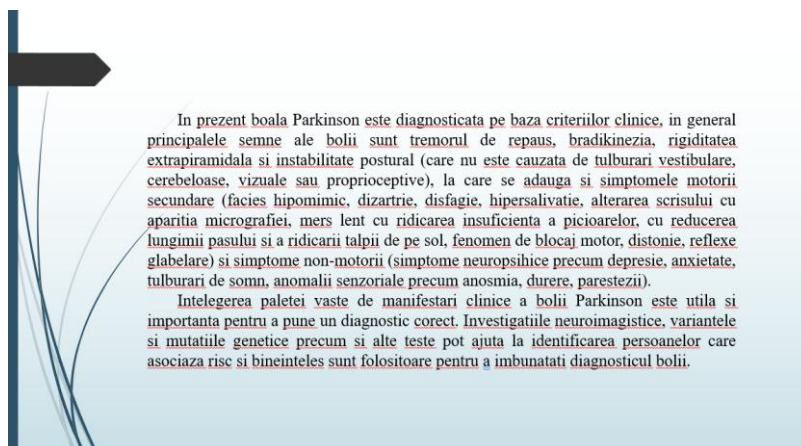 In prezent boala Parkinson este diagnosticata pe baza criteriilor clinice, in general
principalele semne ale bolii sunt tremorul de repaus, bradikinezia, rigiditatea
extrapiramidala si instabilitate postural (care nu este cauzata de tulburari vestibulare,
cerebeloase, vizuale sau proprioceptive), la care se adauga si simptomele motorii
secundare (facies hipomimic, dizartrie, disfagie, hipersalivatie, alterarea scrisului cu
aparitia micrografiei, mers lent cu ridicarea insuficienta a picioarelor, cu reducerea
lungimii pasului si a ridicarii talpii de pe sol, fenomen de blocaj motor, distonie, reflexe
glabelare) si simptome non-motorii (simptome neuropsihice precum depresie, anxietate,
tulburari de somn, anomalii senzoriale precum anosmia, durere, parestezii).
Intelegerea paletei vaste de manifestari clinice a bolii Parkinson este utila si
importanta pentru a pune un diagnostic corect. Investigatiile neuroimagistice, variantele
si mutatiile genetice precum si alte teste pot ajuta la identificarea persoanelor care
asociaza risc si bineinteles sunt folositoare pentru a imbunatati diagnosticul bolii.